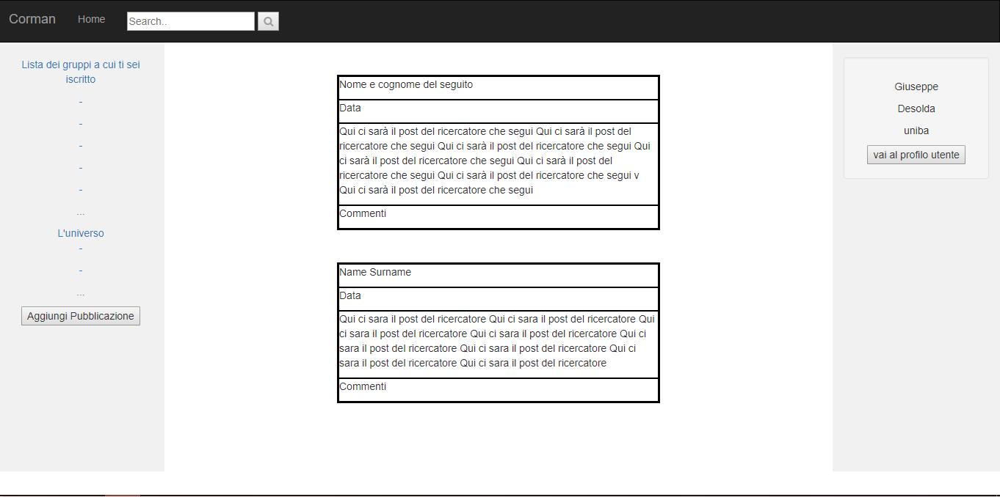 Corman Home Search..
Lista dei gruppi a cui ti sei
iscritto
-
-
-
-
-
...
L'universo
-
-
...
Aggiungi Pubblicazione
Nome e cognome del seguito
Data
Qui ci sarà il post del ricercatore che segui Qui ci sarà il post del
ricercatore che segui Qui ci sarà il post del ricercatore che segui Qui
ci sarà il post del ricercatore che segui Qui ci sarà il post del
ricercatore che segui Qui ci sarà il post del ricercatore che segui v
Qui ci sarà il post del ricercatore che segui
Commenti
Name Surname
Data
Qui ci sara il post del ricercatore Qui ci sara il post del ricercatore Qui
ci sara il post del ricercatore Qui ci sara il post del ricercatore Qui ci
sara il post del ricercatore Qui ci sara il post del ricercatore Qui ci
sara il post del ricercatore Qui ci sara il post del ricercatore
Commenti
Giuseppe
Desolda
uniba
vai al profilo utente